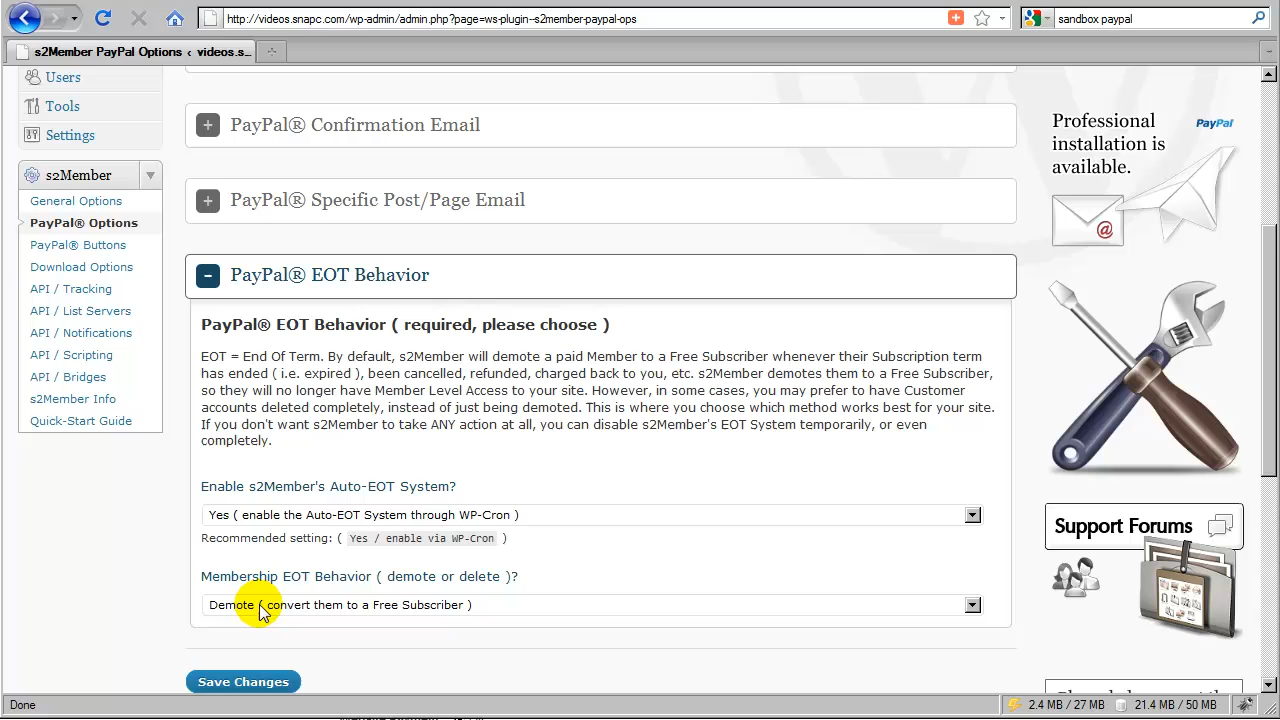 http://videos.snapc.com/wp-admin/admin.php?page=ws-plugin--s2member-paypal-ops
sandbox paypal
s2Member PayPal Options ‹ videos.s...
Users
Tools
Settings
s2Member
General Options
PayPal® Options
PayPal® Buttons
Download Options
API / Tracking
API / List Servers
API / Notifications
API / Scripting
API / Bridges
s2Member Info
Quick-Start Guide
PayPal® Confirmation Email
PayPal® Specific Post/Page Email
PayPal® EOT Behavior
PayPal® EOT Behavior ( required, please choose )
EOT = End Of Term. By default, s2Member will demote a paid Member to a Free Subscriber whenever their Subscription term
has ended ( i.e. expired ), been cancelled, refunded, charged back to you, etc. s2Member demotes them to a Free Subscriber,
so they will no longer have Member Level Access to your site. However, in some cases, you may prefer to have Customer
accounts deleted completely, instead of just being demoted. This is where you choose which method works best for your site.
If you don't want s2Member to take ANY action at all, you can disable s2Member's EOT System temporarily, or even
completely.
Enable s2Member's Auto-EOT System?
Yes ( enable the Auto-EOT System through WP-Cron )
Recommended setting: ( Yes / enable via WP-Cron )
Membership EOT Behavior ( demote or delete )?
Demote ( convert them to a Free Subscriber )
Save Changes
Professional
installation is
available.
PayPal
@
Support Forums
Done
2.4 MB / 27 MB
21.4 MB / 50 MB